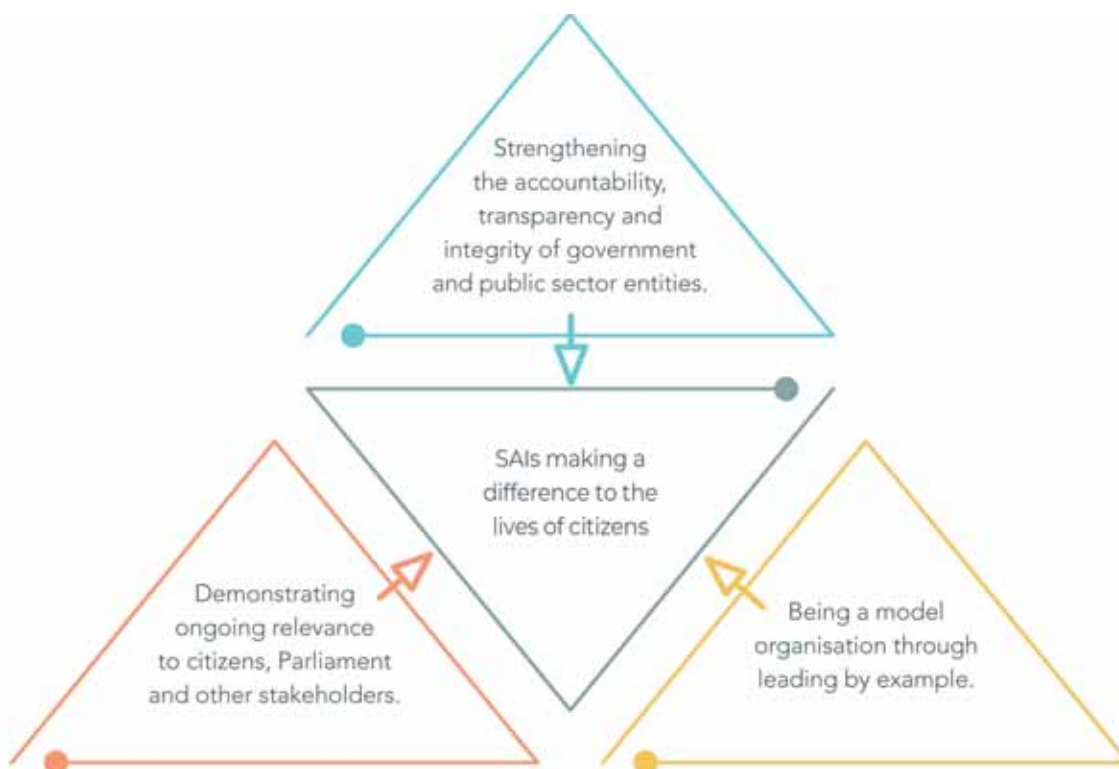 Strengthening
the accountability,
transparency and
integrity of government
and public sector entities.
SAIs making a
difference to the
lives of citizens
Demonstrating
ongoing relevance
to citizens, Parliament
and other stakeholders.
Being a model
organisation through
leading by example.